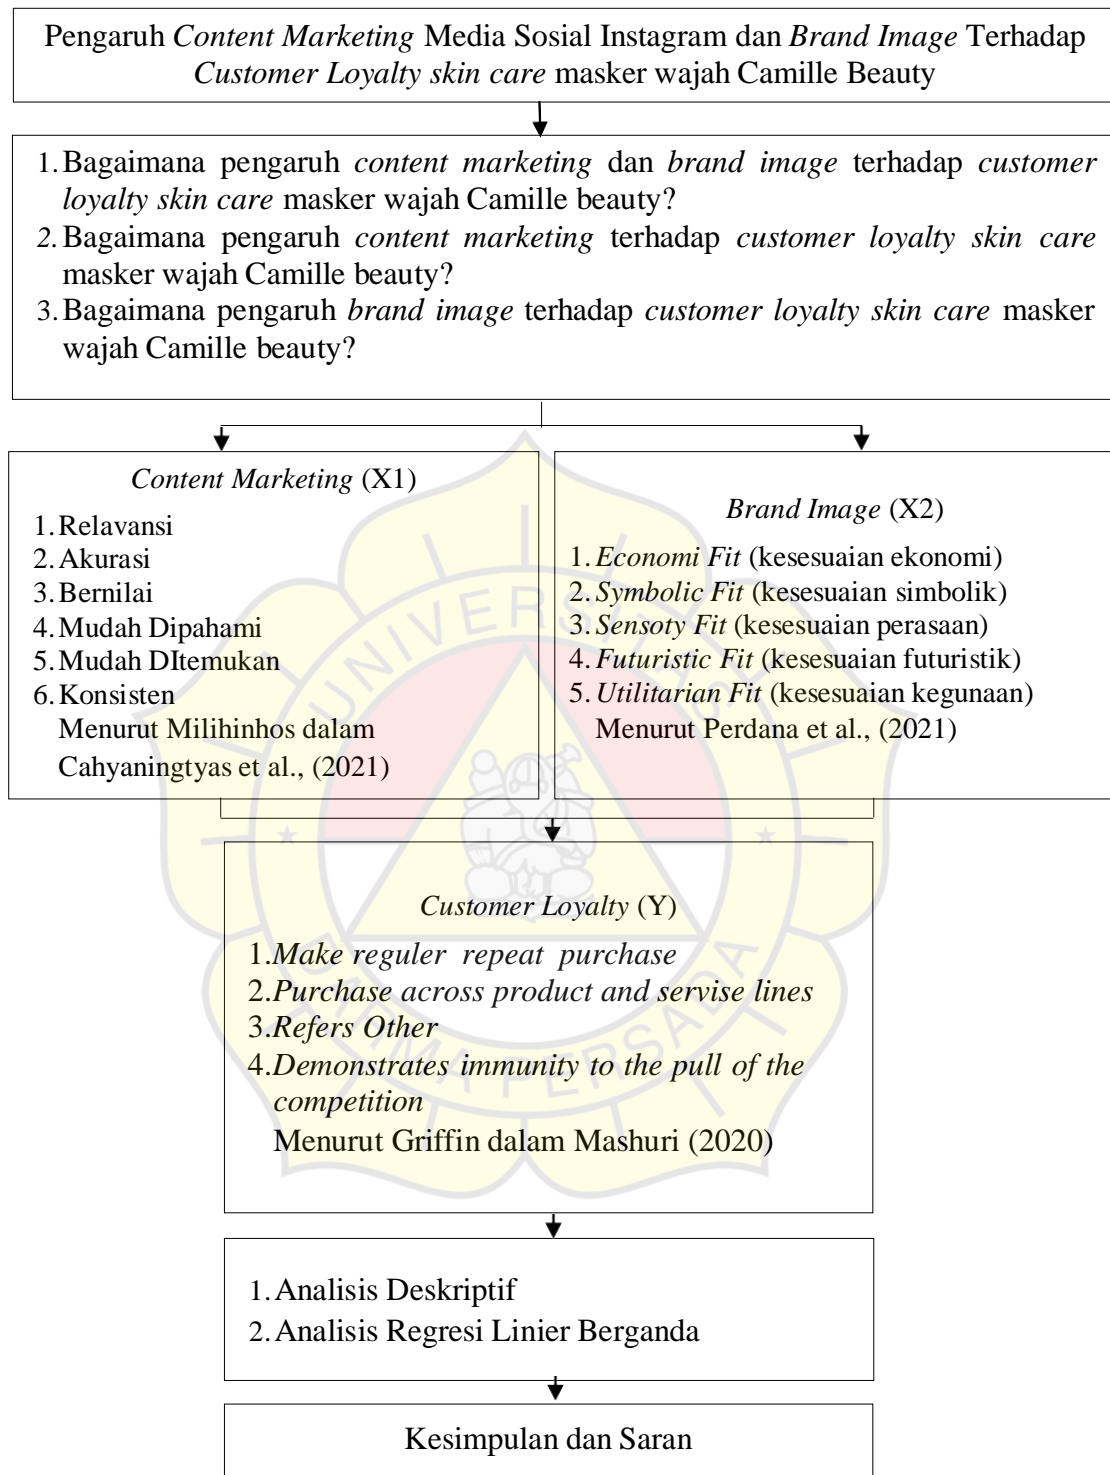 Pengaruh Content Marketing Media Sosial Instagram dan Brand Image Terhadap
Customer Loyalty skin care masker wajah Camille Beauty
1. Bagaimana pengaruh content marketing dan brand image terhadap customer
loyalty skin care masker wajah Camille beauty?
2. Bagaimana pengaruh content marketing terhadap customer loyalty skin care
masker wajah Camille beauty?
3. Bagaimana pengaruh brand image terhadap customer loyalty skin care masker
wajah Camille beauty?
Content Marketing (X1)
1. Relavansi
2. Akurasi
3. Bernilai
4. Mudah Dipahami
5. Mudah DItemukan
6. Konsisten
Menurut Milihinhos dalam
Cahyaningtyas et al., (2021)
Brand Image (X2)
1. Economi Fit (kesesuaian ekonomi)
2. Symbolic Fit (kesesuaian simbolik)
3. Sensoty Fit (kesesuaian perasaan)
4. Futuristic Fit (kesesuaian futuristik)
5. Utilitarian Fit (kesesuaian kegunaan)
Menurut Perdana et al., (2021)
Customer Loyalty (Y)
1. Make reguler repeat purchase
2. Purchase across product and servise lines
3. Refers Other
4. Demonstrates immunity to the pull of the
competition
Menurut Griffin dalam Mashuri (2020)
1. Analisis Deskriptif
2. Analisis Regresi Linier Berganda
Kesimpulan dan Saran
UNIVERSITAS
DARMA PERSADA